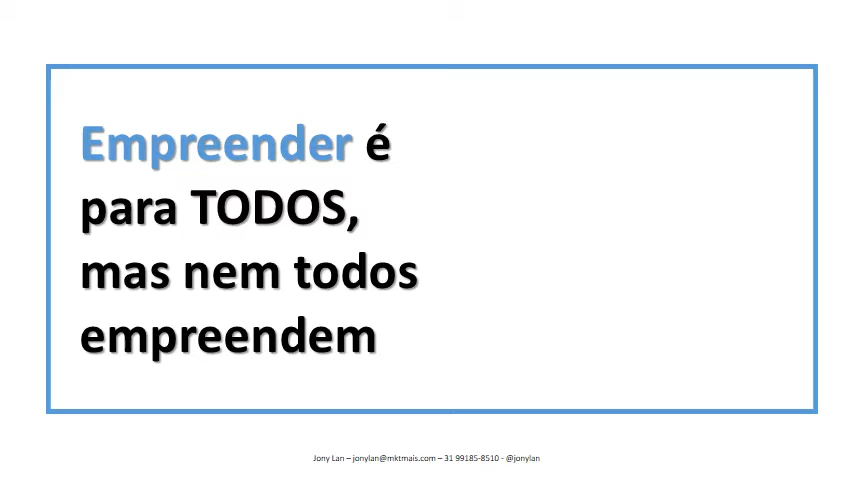 Empreender é
para TODOS,
mas nem todos
empreendem
Jony Lan – jonylan@mktmais.com – 31 99185-8510 - @jonylan